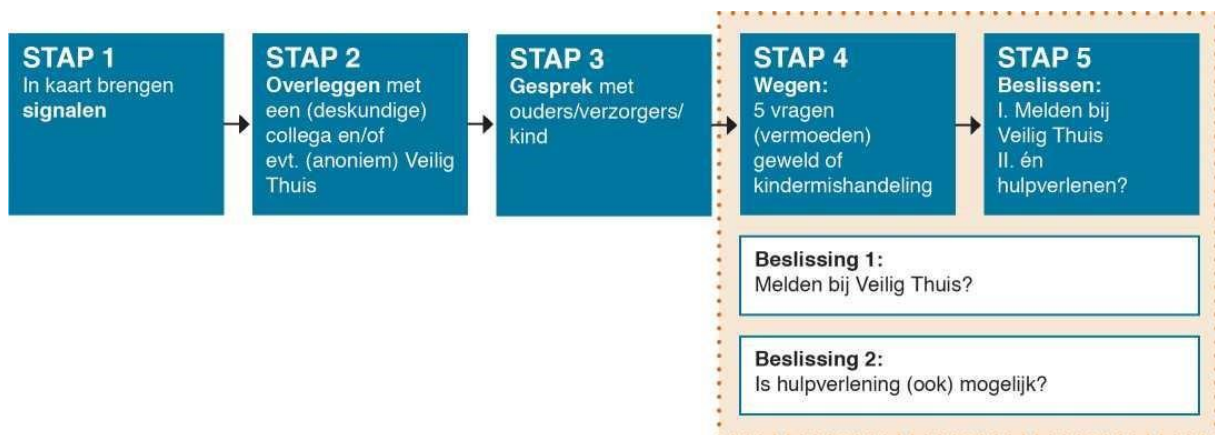 STAP 1
In kaart brengen
signalen
STAP 2
Overleggen met
een (deskundige)
collega en/of
evt. (anoniem) Veilig
Thuis
STAP 3
Gesprek met
ouders/verzorgers/
kind
STAP 4
Wegen:
5 vragen
(vermoeden)
geweld of
kindermishandeling
STAP 5
Beslissen:
I. Melden bij
Veilig Thuis
II. én
hulpverlenen?
Beslissing 1:
Melden bij Veilig Thuis?
Beslissing 2:
Is hulpverlening (ook) mogelijk?